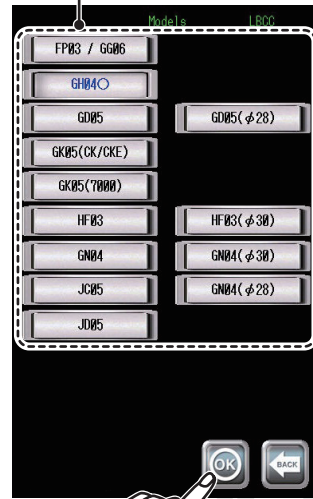 Models LBCC
FP03 / GG06
GH04○
GD05 GD05(φ28)
GK05(CK/CKE)
GK05(7000)
HF03 HF03(φ30)
GN04 GN04(φ30)
JC05 GN04(φ28)
JD05
OK BACK